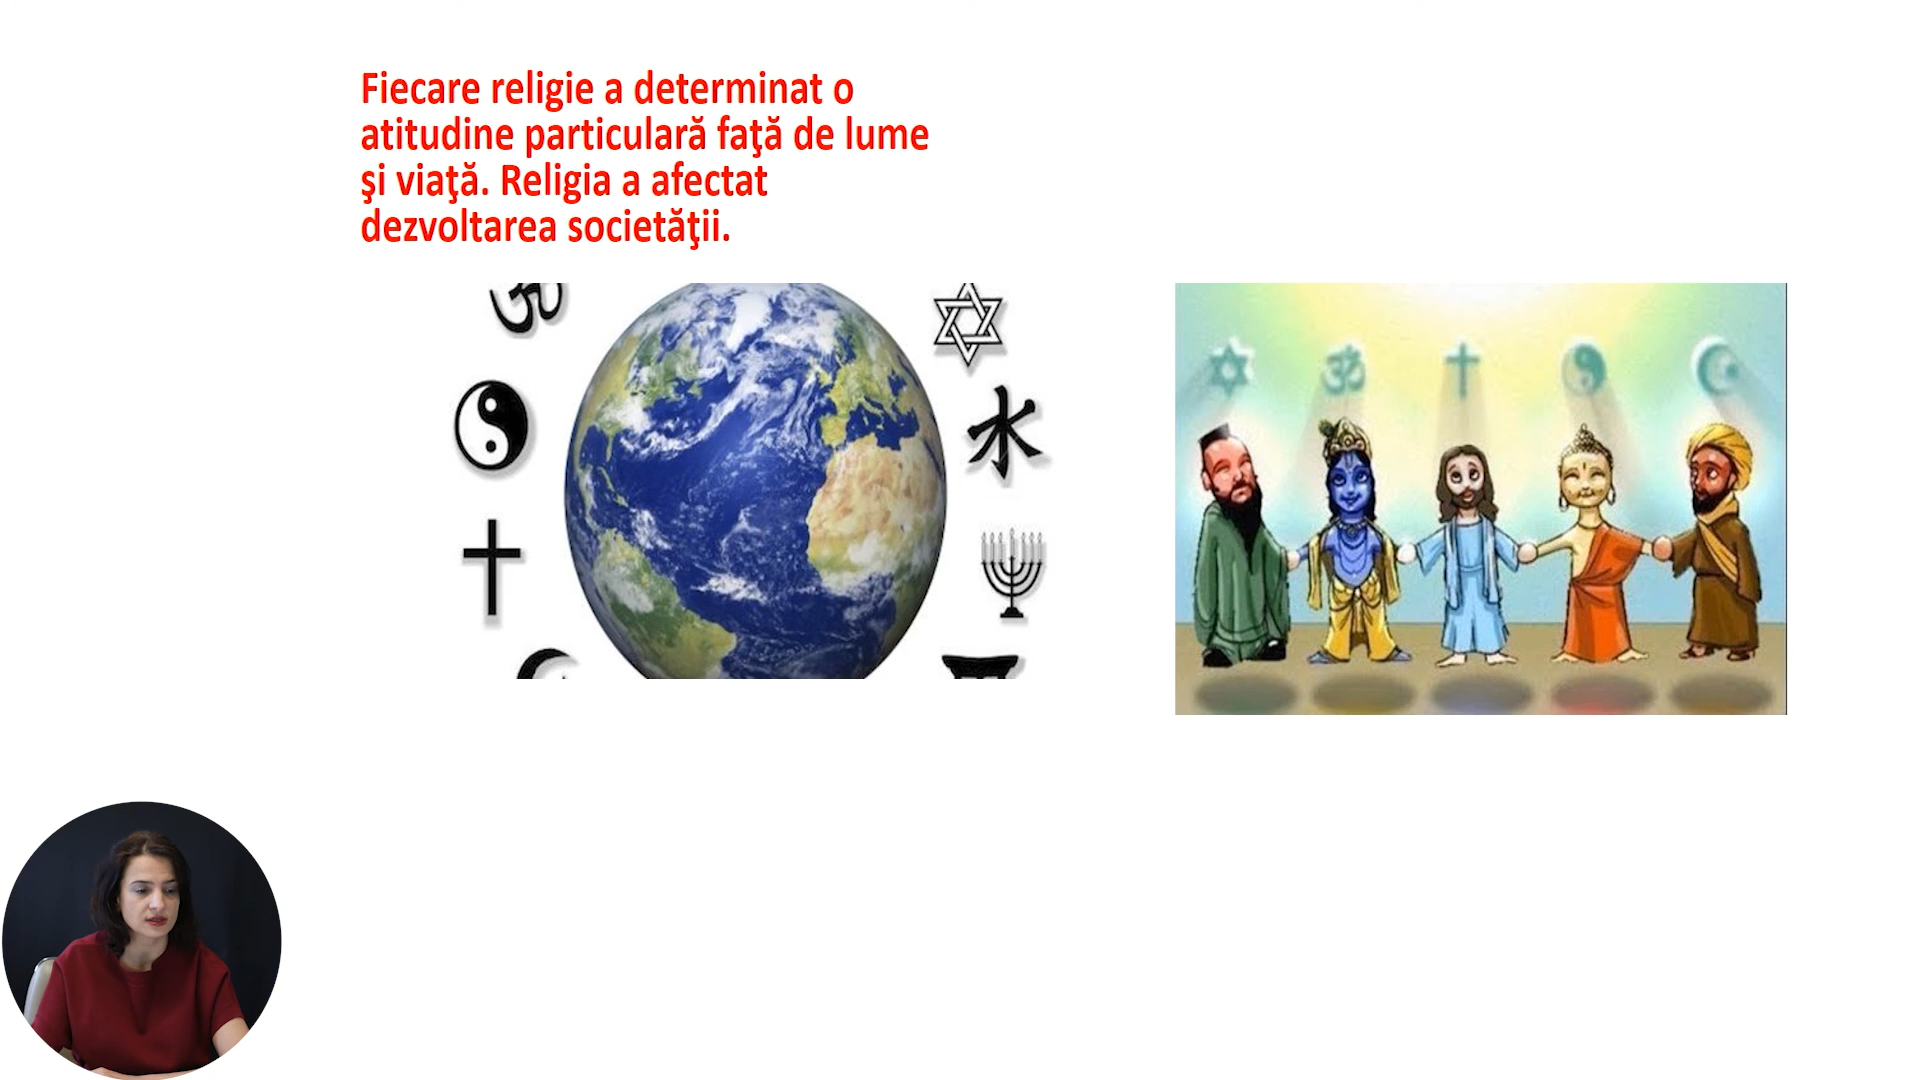 Fiecare religie a determinat o
atitudine particulară faţă de lume
şi viaţă. Religia a afectat
dezvoltarea societăţii.